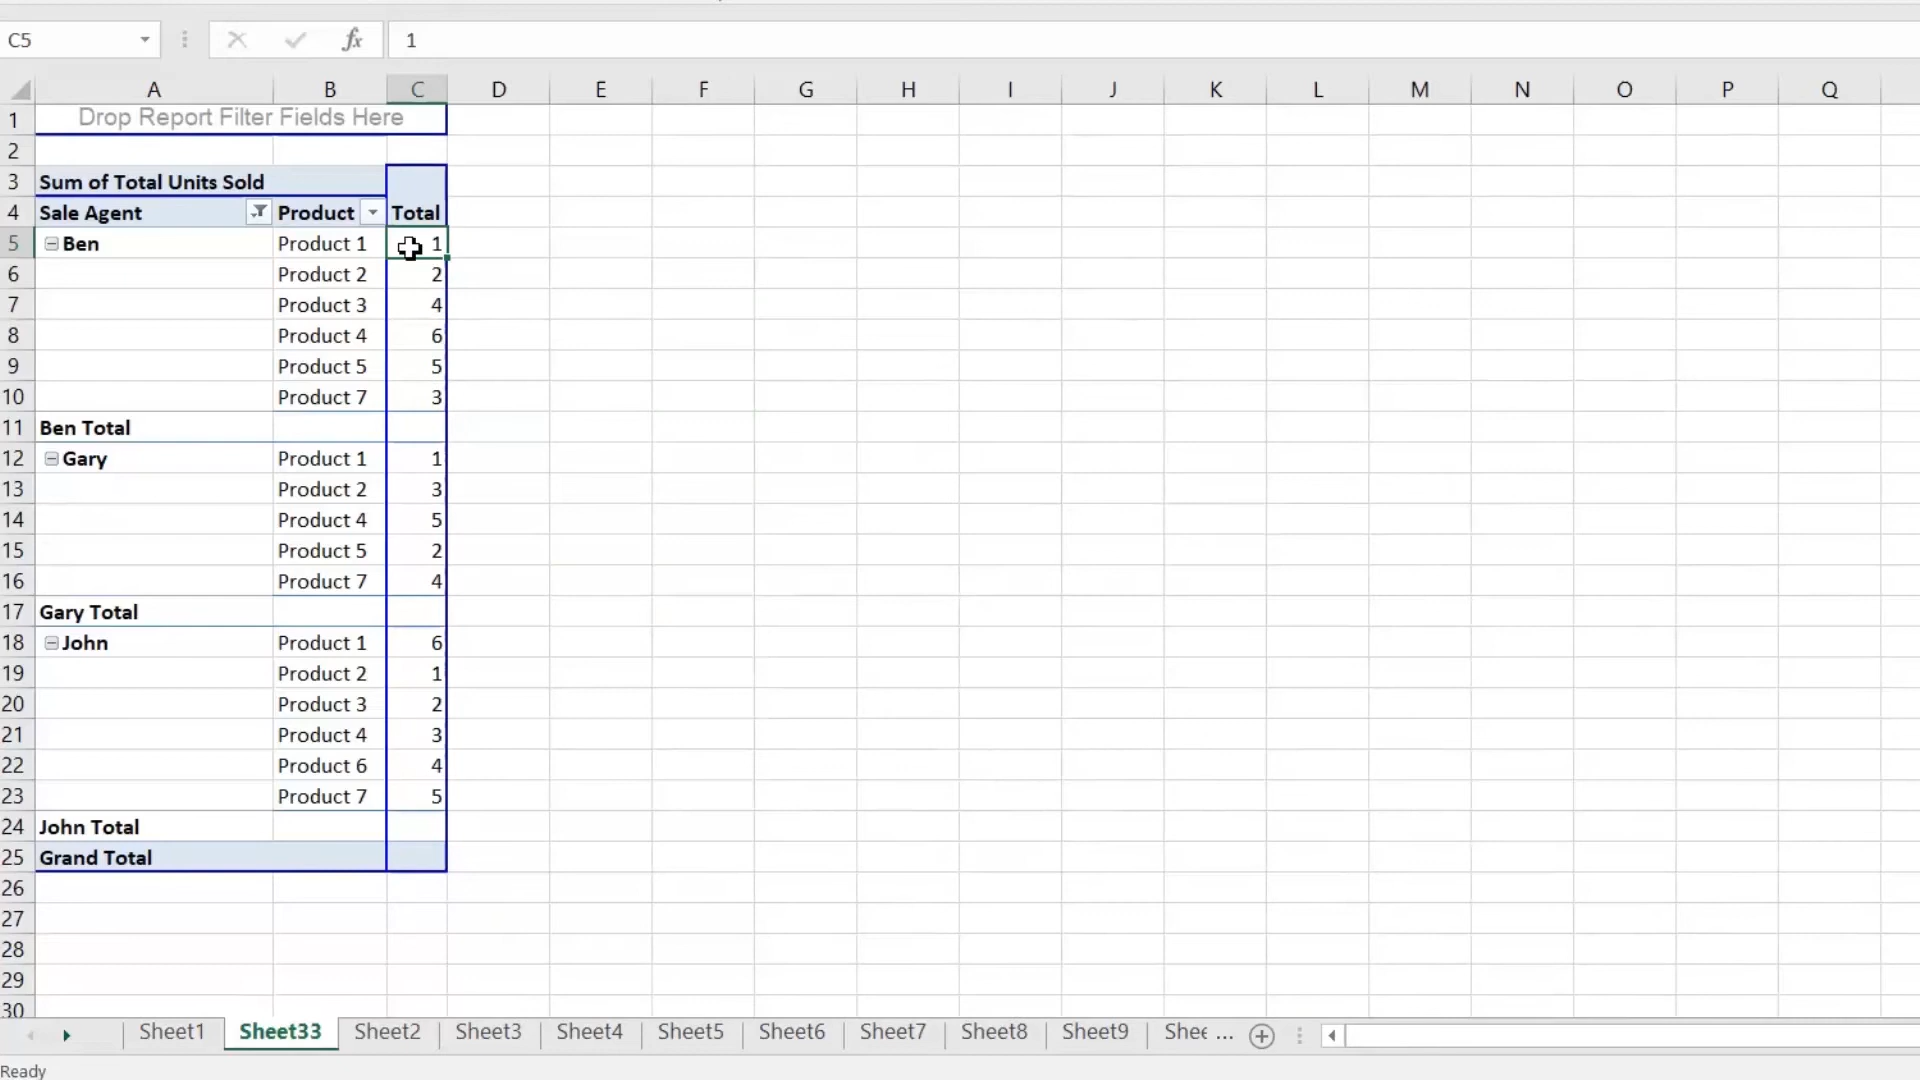 C5 fx 1
A B C D E F G H I J K L M N O P Q
1 Drop Report Filter Fields Here
2
3 Sum of Total Units Sold
4 Sale Agent Product Total
5 Ben Product 1 1
6 Product 2 2
7 Product 3 4
8 Product 4 6
9 Product 5 5
10 Product 7 3
11 Ben Total
12 Gary Product 1 1
13 Product 2 3
14 Product 4 5
15 Product 5 2
16 Product 7 4
17 Gary Total
18 John Product 1 6
19 Product 2 1
20 Product 3 2
21 Product 4 3
22 Product 6 4
23 Product 7 5
24 John Total
25 Grand Total
26
27
28
29
30
Sheet1 Sheet33 Sheet2 Sheet3 Sheet4 Sheet5 Sheet6 Sheet7 Sheet8 Sheet9 Shee ...
Ready